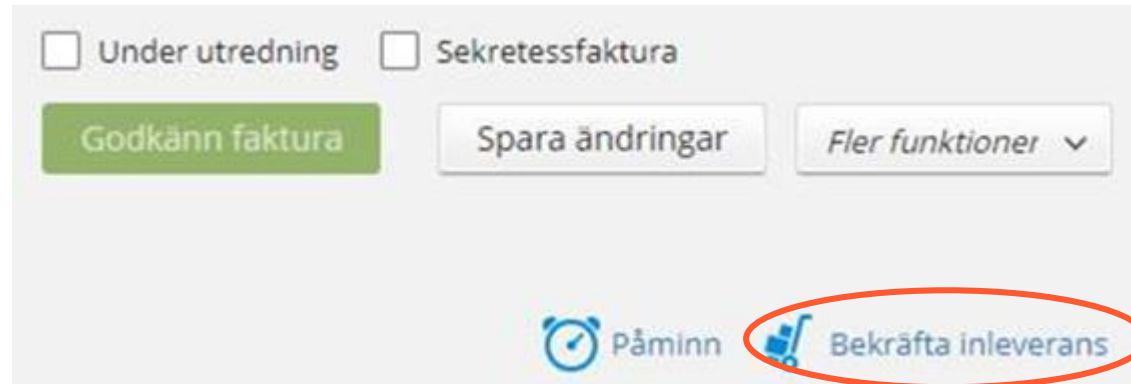 Under utredning Sekretessfaktura
Godkänn faktura Spara ändringar Fler funktioner
Påminn Bekräfta inleverans